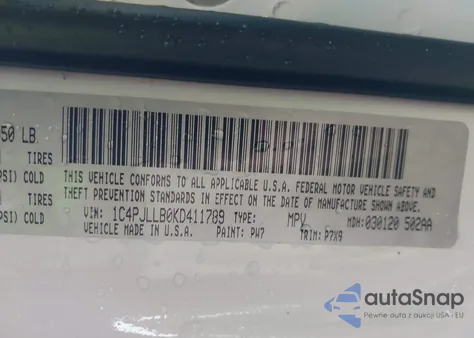 50 LB
TIRES
PSI) COLD
TIRES
PSI) COLD
THIS VEHICLE CONFORMS TO ALL APPLICABLE U.S.A. FEDERAL MOTOR VEHICLE SAFETY AND
THEFT PREVENTION STANDARDS IN EFFECT ON THE DATE OF MANUFACTURE SHOWN ABOVE.
VIN: 1C4PJLLB0KD411789 TYPE: MPV MDH: 030120 502AA
VEHICLE MADE IN U.S.A. PAINT: PW7 TRIM: P7X9
autoSnap
Pewne auta z aukcji USA i EU